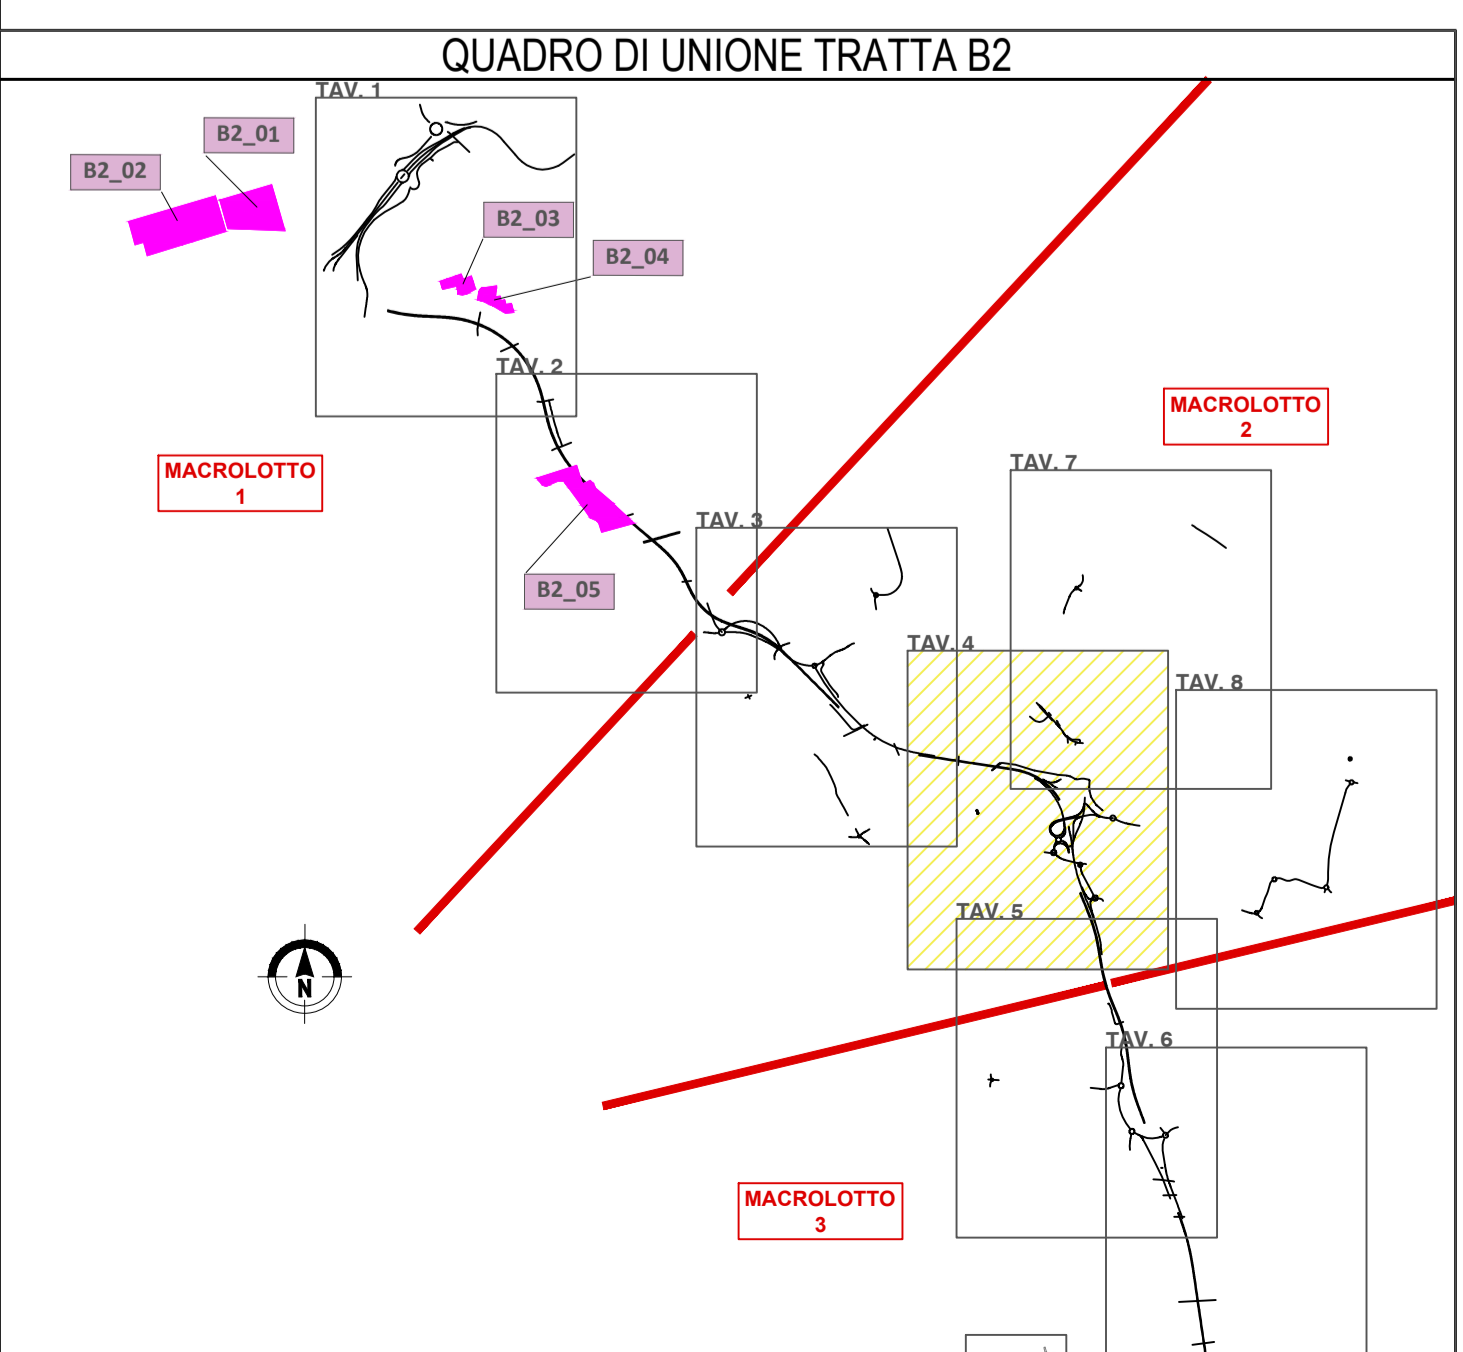 QUADRO DI UNIONE TRATTA B2
TAV. 1
B2_01
B2_02
B2_03
B2_04
TAV. 2
MACROLOTTO
2
MACROLOTTO
1
TAV. 7
TAV. 3
B2_05
TAV. 4
TAV. 8
TAV. 5
N
TAV. 6
MACROLOTTO
3